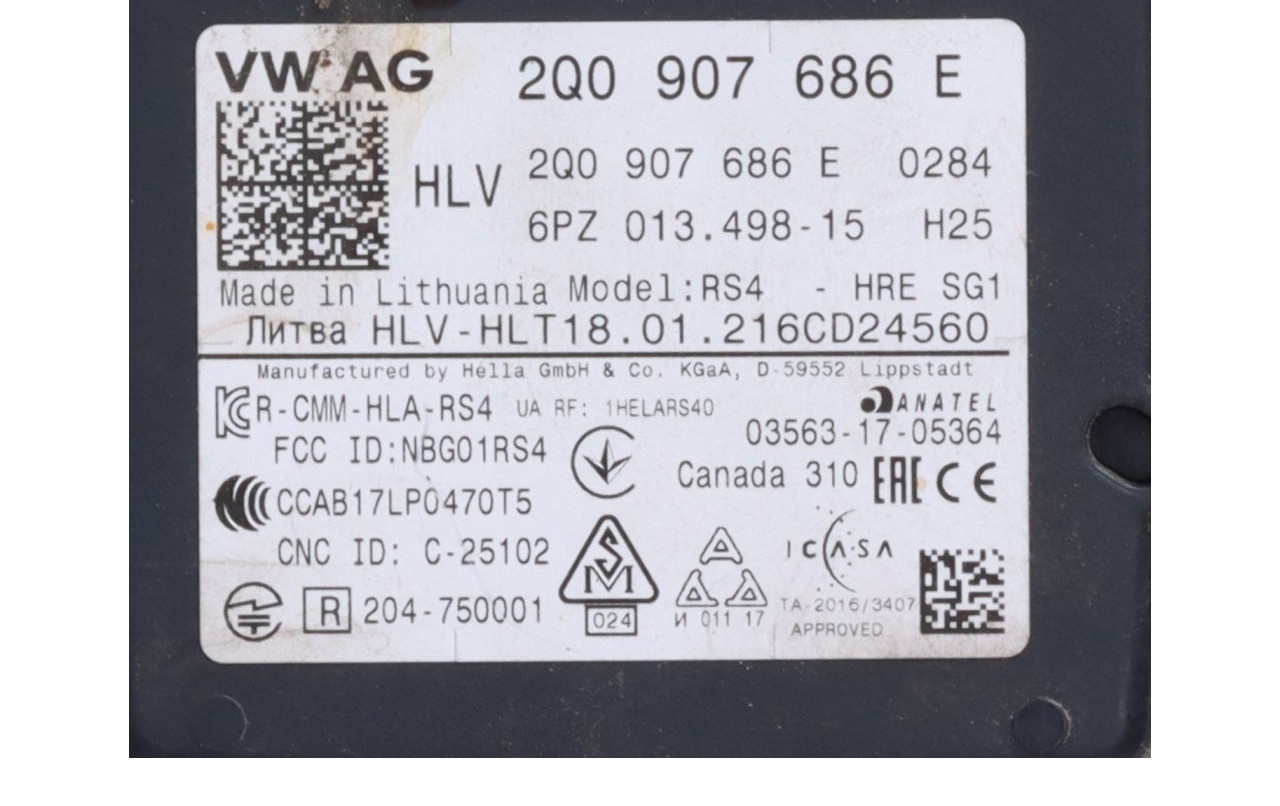 VW AG 2Q0 907 686 E
HLV 2Q0 907 686 E 0284
6PZ 013.498-15 H25
Made in Lithuania Model:RS4 - HRE SG1
Литва HLV-HLT18.01.216CD24560
Manufactured by Hella GmbH & Co. KGaA, D-59552 Lippstadt
R-CMM-HLA-RS4 UA RF: 1HELARS40 ANATEL
03563-17-05364
FCC ID:NBG01RS4
Canada 310 EAC CE
CCAB17LP0470T5
CNC ID: C-25102
ICASA
R 204-750001
SM
024
И 011 17
TA-2016/3407
APPROVED